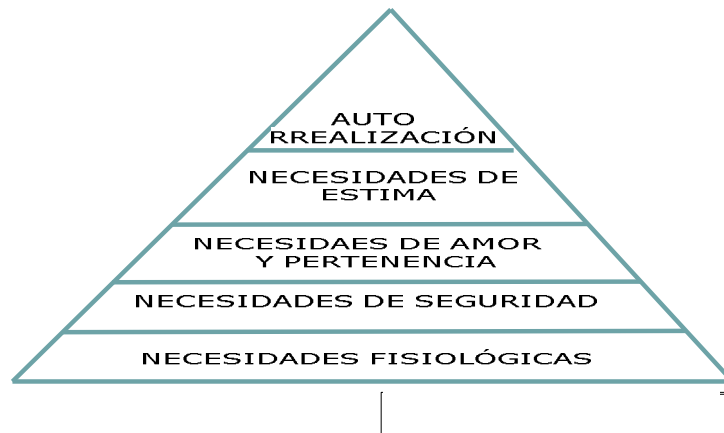 AUTO
RREALIZACIÓN
NECESIDADES DE
ESTIMA
NECESIDAES DE AMOR
Y PERTENENCIA
NECESIDADES DE SEGURIDAD
NECESIDADES FISIOLÓGICAS